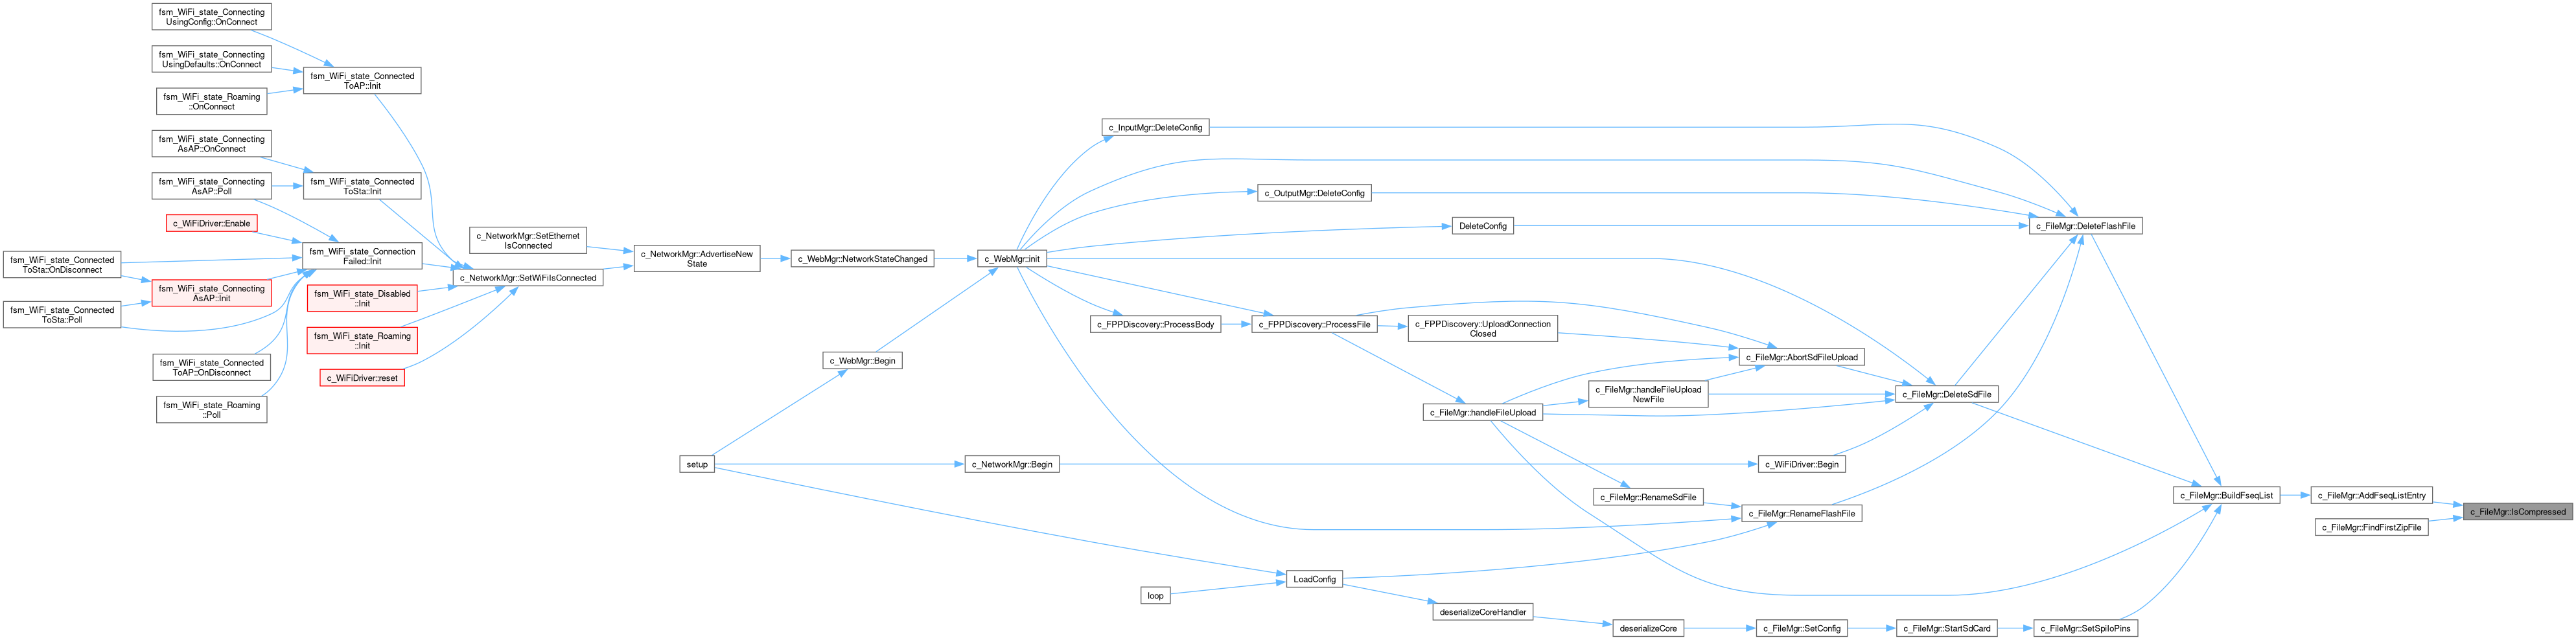 fsm_WiFi_state_Connecting
UsingConfig::OnConnect
fsm_WiFi_state_Connecting
UsingDefaults::OnConnect
fsm_WiFi_state_Roaming
::OnConnect
fsm_WiFi_state_Connecting
AsAP::OnConnect
fsm_WiFi_state_Connecting
AsAP::Poll
c_WiFiDriver::Enable
fsm_WiFi_state_Connected
ToSta::OnDisconnect
fsm_WiFi_state_Connecting
AsAP::Init
fsm_WiFi_state_Connected
ToSta::Poll
fsm_WiFi_state_Connected
ToAP::OnDisconnect
fsm_WiFi_state_Roaming
::Poll
fsm_WiFi_state_Connected
ToAP::Init
fsm_WiFi_state_Connected
ToSta::Init
fsm_WiFi_state_Connection
Failed::Init
fsm_WiFi_state_Disabled
::Init
fsm_WiFi_state_Roaming
::Init
c_WiFiDriver::reset
c_NetworkMgr::SetEthernet
IsConnected
c_NetworkMgr::SetWiFiIsConnected
c_NetworkMgr::AdvertiseNew
State
c_WebMgr::NetworkStateChanged
c_WebMgr::Begin
setup
c_NetworkMgr::Begin
c_WebMgr::init
c_InputMgr::DeleteConfig
c_OutputMgr::DeleteConfig
DeleteConfig
c_FPPDiscovery::ProcessBody
c_FPPDiscovery::ProcessFile
c_FPPDiscovery::UploadConnection
Closed
c_FileMgr::handleFileUpload
c_FileMgr::handleFileUpload
NewFile
c_FileMgr::AbortSdFileUpload
c_FileMgr::DeleteSdFile
c_FileMgr::DeleteFlashFile
c_WiFiDriver::Begin
c_FileMgr::RenameSdFile
c_FileMgr::RenameFlashFile
LoadConfig
loop
deserializeCoreHandler
deserializeCore
c_FileMgr::SetConfig
c_FileMgr::StartSdCard
c_FileMgr::SetSpiIoPins
c_FileMgr::BuildFseqList
c_FileMgr::AddFseqListEntry
c_FileMgr::FindFirstZipFile
c_FileMgr::IsCompressed